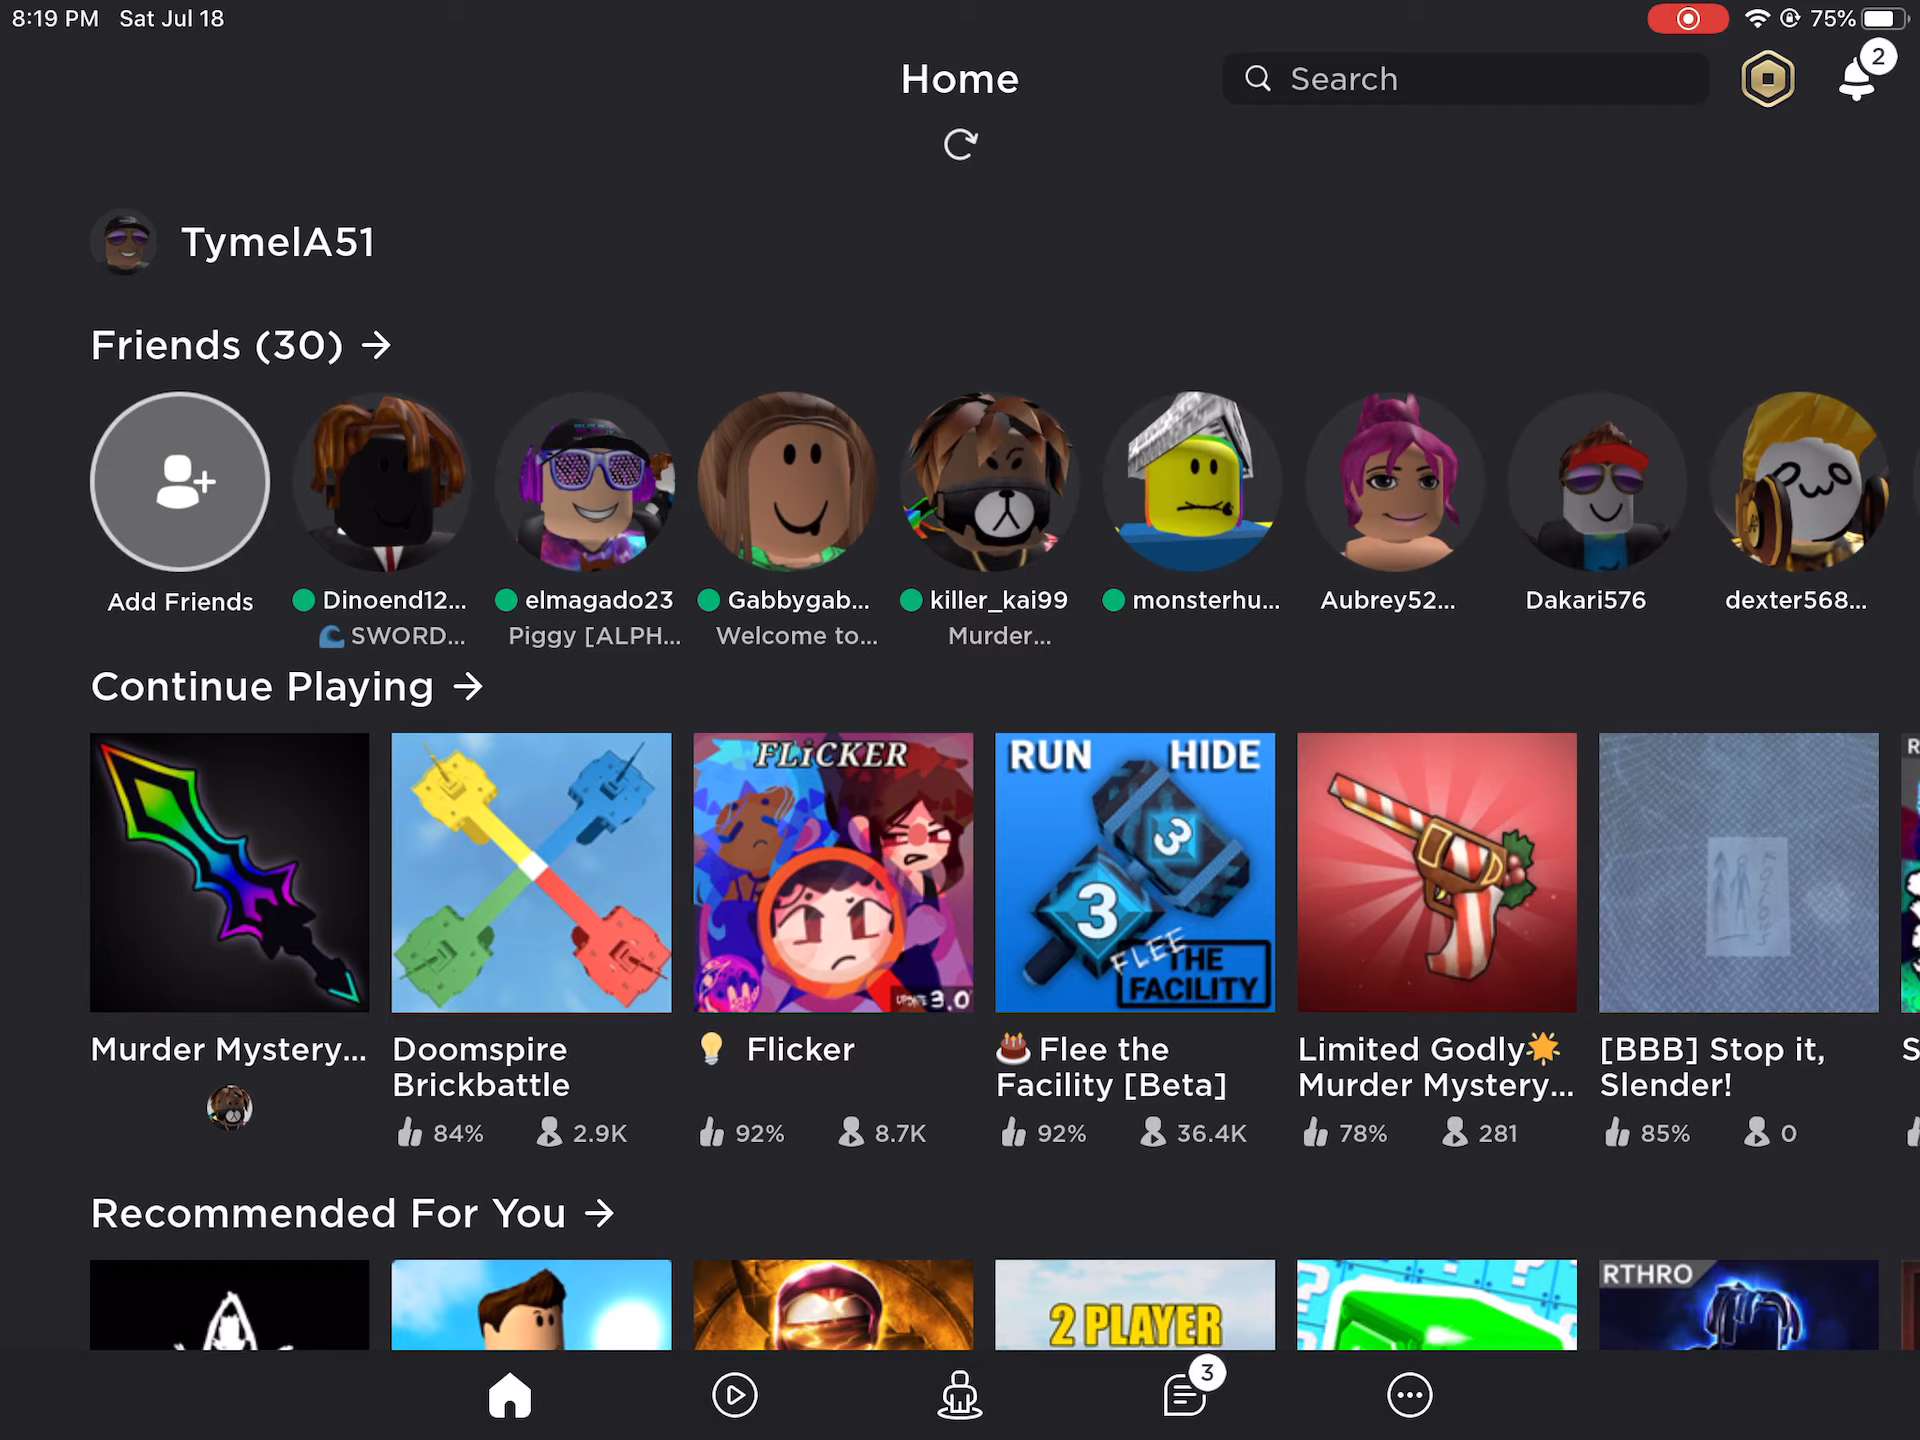 8:19 PM Sat Jul 18
75%
Home
Search
2
TymelA51
Friends (30) →
Add Friends
Dinoend12...
SWORD...
elmagado23
Piggy [ALPH...
Gabbygab...
Welcome to...
killer_kai99
Murder...
monsterhu...
Aubrey52...
Dakari576
dexter568...
Continue Playing →
FLiCKER
UPDATE 3.0
RUN HIDE
3
3
FLEE THE
FACILITY
R
Murder Mystery...
Doomspire
Brickbattle
84% 2.9K
Flicker
92% 8.7K
Flee the
Facility [Beta]
92% 36.4K
Limited Godly🌟
Murder Mystery...
78% 281
[BBB] Stop it,
Slender!
85% 0
S
Recommended For You →
2 PLAYER
RTHRO
3